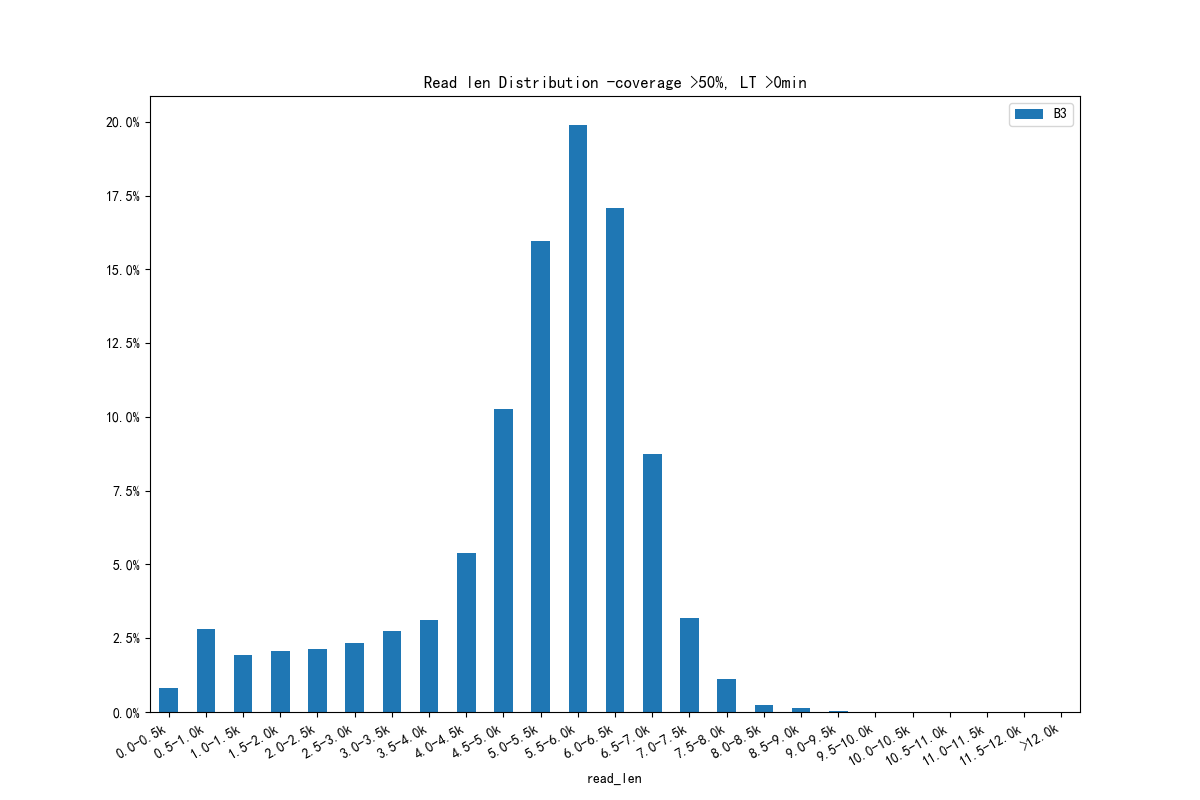 Read len Distribution -coverage >50%, LT >0min
B3
20.0%
17.5%
15.0%
12.5%
10.0%
7.5%
5.0%
2.5%
0.0%
0.0-0.5k
0.5-1.0k
1.0-1.5k
1.5-2.0k
2.0-2.5k
2.5-3.0k
3.0-3.5k
3.5-4.0k
4.0-4.5k
4.5-5.0k
5.0-5.5k
5.5-6.0k
6.0-6.5k
6.5-7.0k
7.0-7.5k
7.5-8.0k
8.0-8.5k
8.5-9.0k
9.0-9.5k
9.5-10.0k
10.0-10.5k
10.5-11.0k
11.0-11.5k
11.5-12.0k
>12.0k
read_len